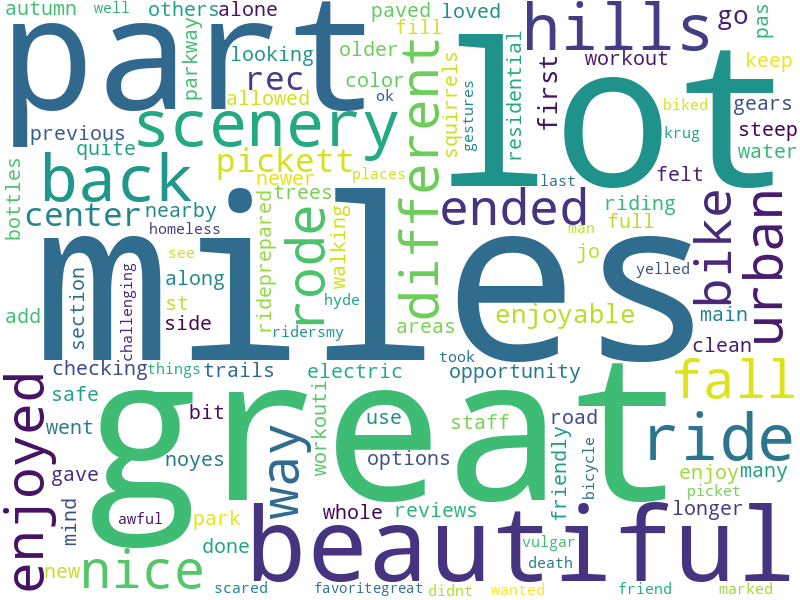 autumn well others alone paved loved hills go pas
part lot
parkway looking older fill workout keep
rec color
allowed ok biked gears
previous scenery different squirrels gestures residential first krug steep
quite pickett water
bottles back newer places trees last felt
center nearby ended riding bike urban
homeless rode walking man full
miles
see rideprepared jo yelled
section challenging along st hyde enjoyable
add side ridersmy areas main
took clean
checking things trails electric opportunity
enjoyed safe great fall
went bit workouti use staff road ride
way
gave noyes options friendly bicycle enjoy many
mind picket
awful park whole reviews longer
beautiful
new nice done vulgar
death
scared favoritegreat didnt wanted friend marked